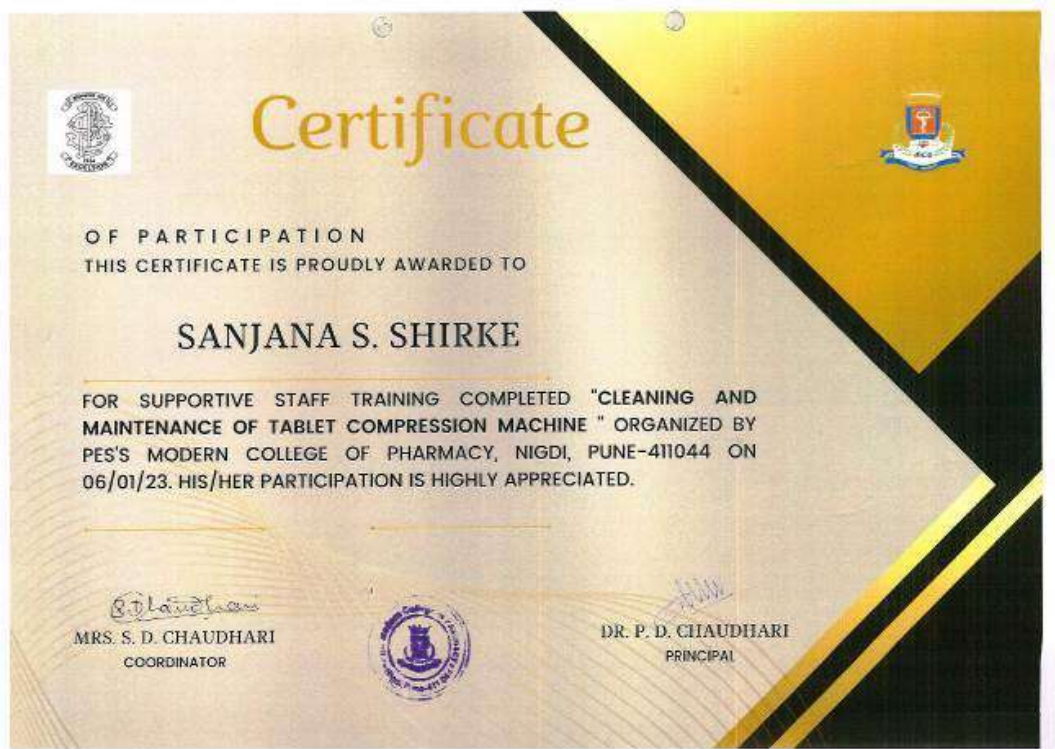 Certificate
OF PARTICIPATION
THIS CERTIFICATE IS PROUDLY AWARDED TO
SANJANA S. SHIRKE
FOR SUPPORTIVE STAFF TRAINING COMPLETED "CLEANING AND
MAINTENANCE OF TABLET COMPRESSION MACHINE " ORGANIZED BY
PES'S MODERN COLLEGE OF PHARMACY, NIGDI, PUNE-411044 ON
06/01/23. HIS/HER PARTICIPATION IS HIGHLY APPRECIATED.
S.D. Chaudhari
MRS. S. D. CHAUDHARI
COORDINATOR
DR. P. D. CHAUDHARI
PRINCIPAL